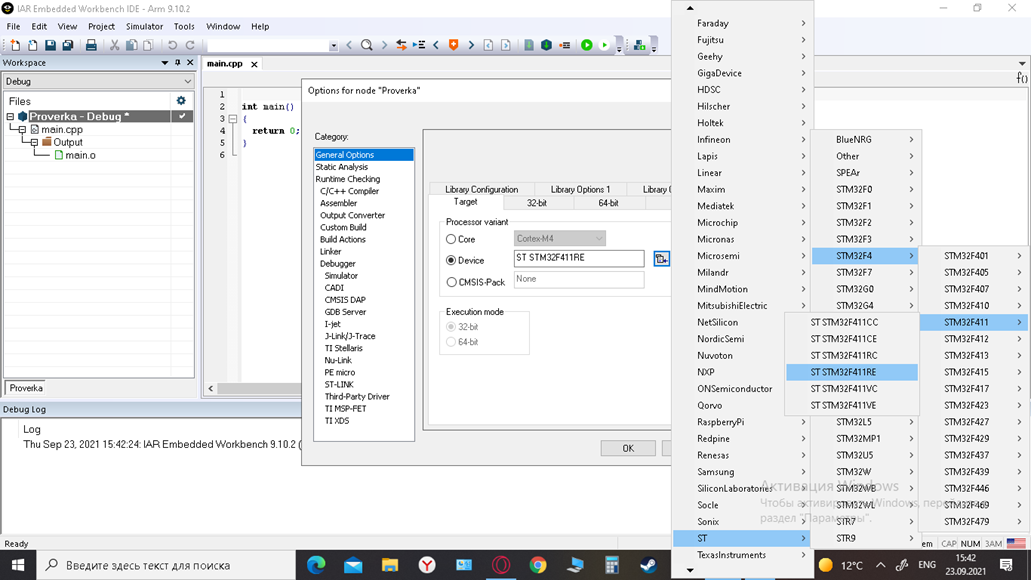 IAR Embedded Workbench IDE - Arm 9.10.2
File Edit View Project Simulator Tools Window Help
Workspace
Debug
Files
Proverka - Debug *
main.cpp
Output
main.o
Proverka
main.cpp
f()
1
2 int main()
3 {
4 return 0;
5 }
6
Options for node "Proverka"
Category:
General Options
Static Analysis
Runtime Checking
C/C++ Compiler
Assembler
Output Converter
Custom Build
Build Actions
Linker
Debugger
Simulator
CADI
CMSIS DAP
GDB Server
I-jet
J-Link/J-Trace
TI Stellaris
Nu-Link
PE micro
ST-LINK
Third-Party Driver
TI MSP-FET
TI XDS
Library Configuration Library Options 1 Library O
Target 32-bit 64-bit
Processor variant
Core Cortex-M4
Device ST STM32F411RE
CMSIS-Pack None
Execution mode
32-bit
64-bit
OK
Faraday
Fujitsu
Geehy
GigaDevice
HDSC
Hilscher
Holtek
Infineon
Lapis
Linear
Maxim
Mediatek
Microchip
Micronas
Microsemi
Milandr
MindMotion
MitsubishiElectric
NetSilicon
NordicSemi
Nuvoton
NXP
ONSemiconductor
Qorvo
RaspberryPi
Redpine
Renesas
Samsung
SiliconLaboratories
Socle
Sonix
ST
TexasInstruments
BlueNRG
Other
SPEAr
STM32F0
STM32F1
STM32F2
STM32F3
STM32F4
STM32F7
STM32G0
STM32G4
STM32L5
STM32MP1
STM32U5
STM32W
STM32WB
STM32WL
STR7
STR9
STM32F401
STM32F405
STM32F407
STM32F410
STM32F411
STM32F412
STM32F413
STM32F415
STM32F417
STM32F423
STM32F427
STM32F429
STM32F437
STM32F439
STM32F446
STM32F469
STM32F479
ST STM32F411CC
ST STM32F411CE
ST STM32F411RC
ST STM32F411RE
ST STM32F411VC
ST STM32F411VE
Активация Windows
Чтобы активировать Windows, перейдите в
раздел "Параметры".
Debug Log
Log
Thu Sep 23, 2021 15:42:24: IAR Embedded Workbench 9.10.2 (
Ready
em CAP NUM ЗАМ
Введите здесь текст для поиска
12°C
ENG
15:42
23.09.2021